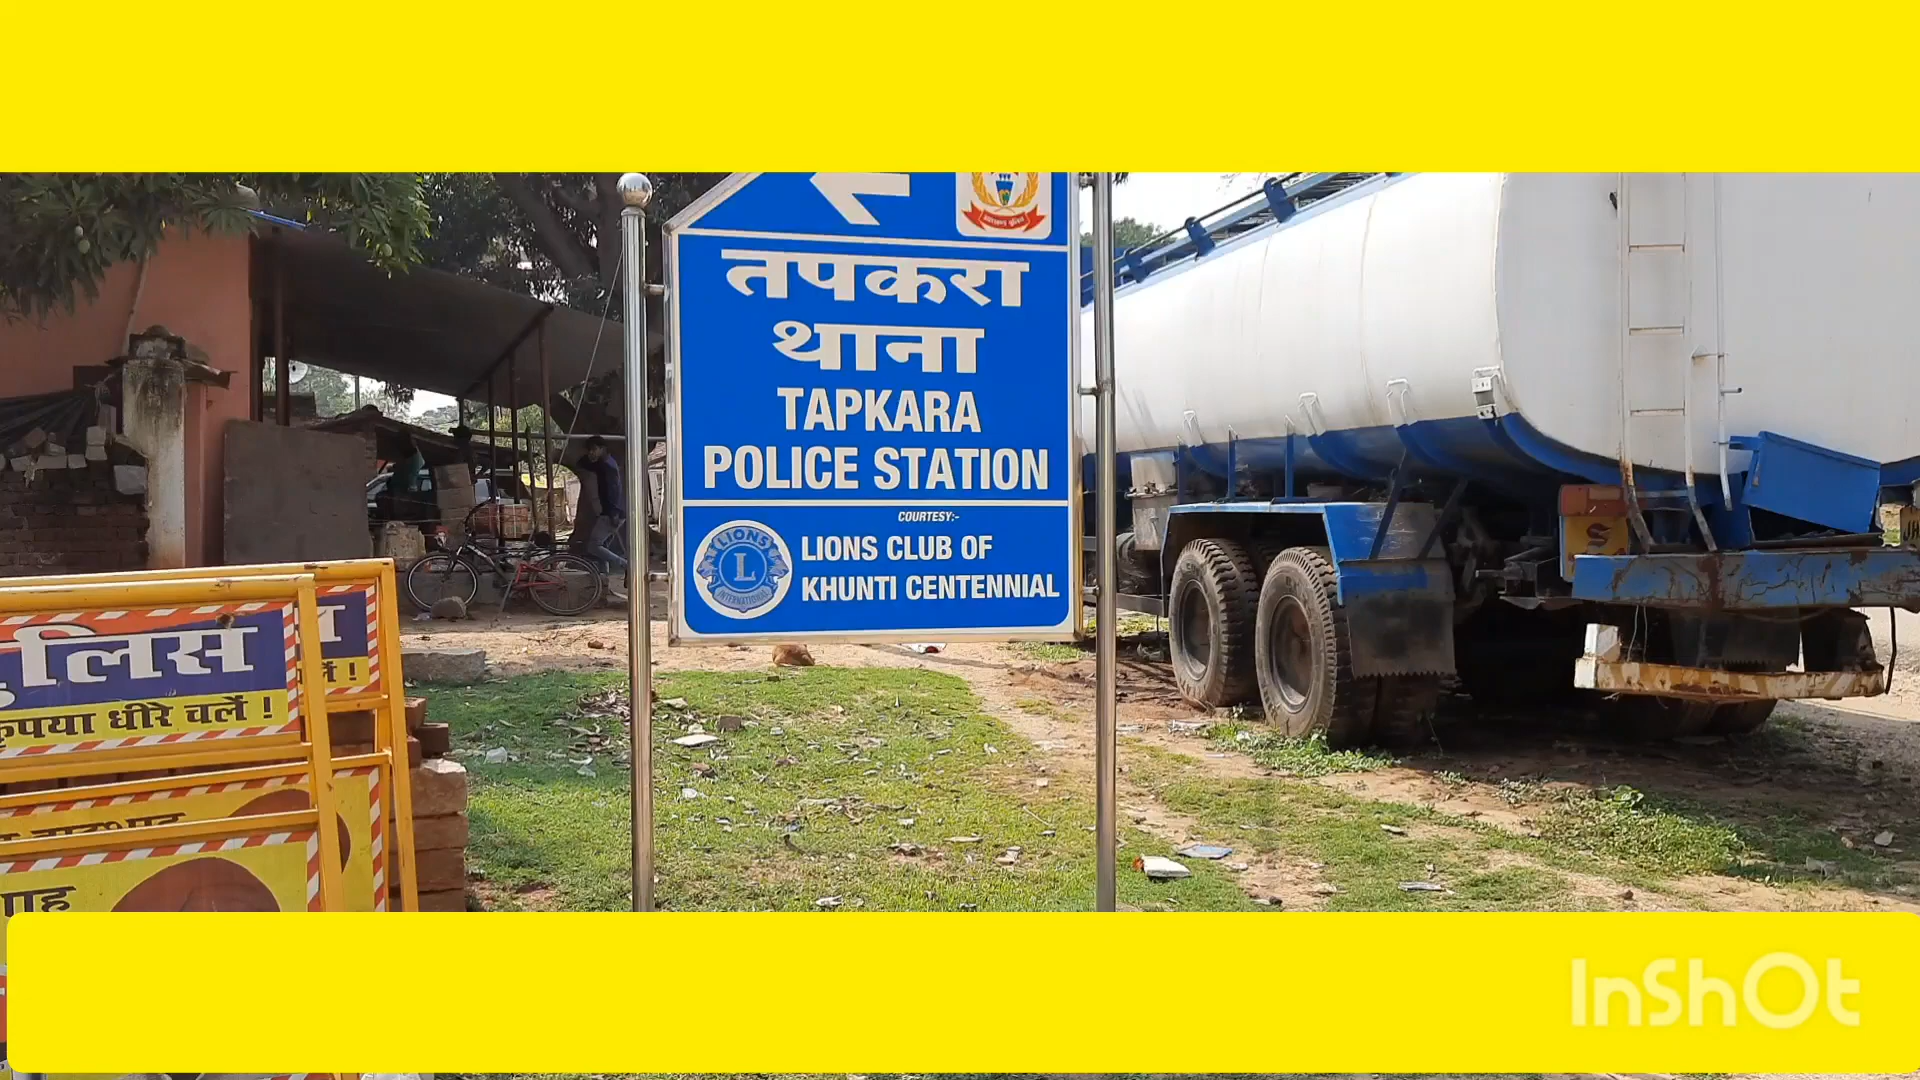 तपकरा
थाना
TAPKARA
POLICE STATION
COURTESY:-
LIONS
L
INTERNATIONAL
LIONS CLUB OF
KHUNTI CENTENNIAL
लिस
कृपया धीरे चलें !
InShOt